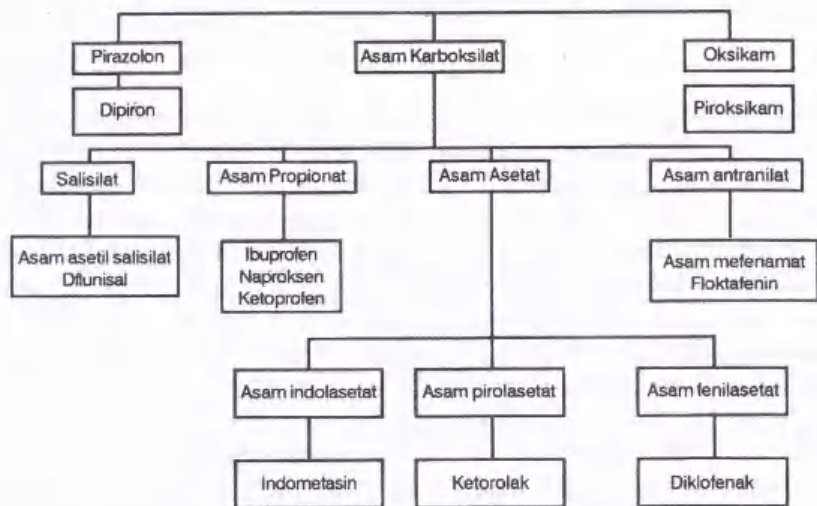 Pirazolon
Asam Karboksilat
Oksikam
Dipiron
Piroksikam
Salisilat
Asam Propionat
Asam Asetat
Asam antranilat
Asam asetil salisilat
Dflunisal
Ibuprofen
Naproksen
Ketoprofen
Asam mefenamat
Floktafenin
Asam indolasetat
Asam pirolasetat
Asam fenilasetat
Indometasin
Ketorolak
Diklofenak